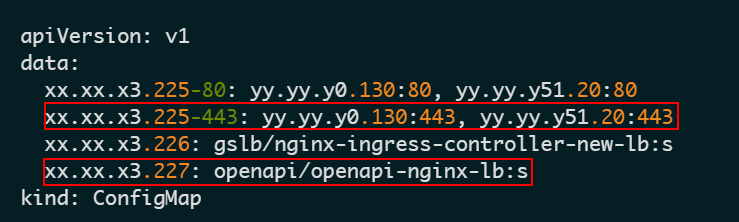 apiVersion: v1
data:
xx.xx.x3.225-80: yy.yy.y0.130:80, yy.yy.y51.20:80
xx.xx.x3.225-443: yy.yy.y0.130:443, yy.yy.y51.20:443
xx.xx.x3.226: gslb/nginx-ingress-controller-new-lb:s
xx.xx.x3.227: openapi/openapi-nginx-lb:s
kind: ConfigMap